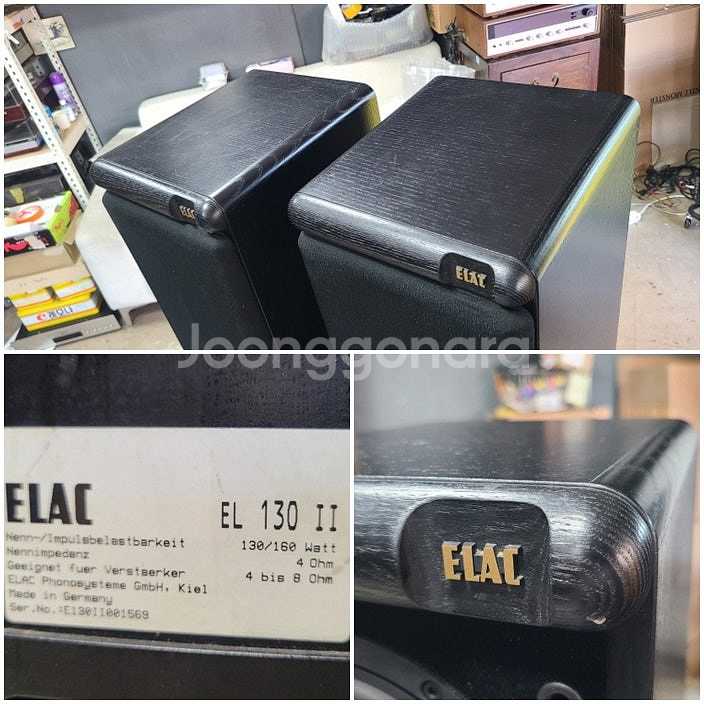 ELAC
ELAC
Joonggonara
ELAC
EL 130 II
Nenn-/Impulsbelastbarkeit 130/160 Watt
Nennimpedanz 4 Ohm
Geeignet fuer Verstaerker 4 bis 8 Ohm
ELAC Phonosysteme GmbH, Kiel
Made in Germany
Ser.No.:E130II001569
ELAC